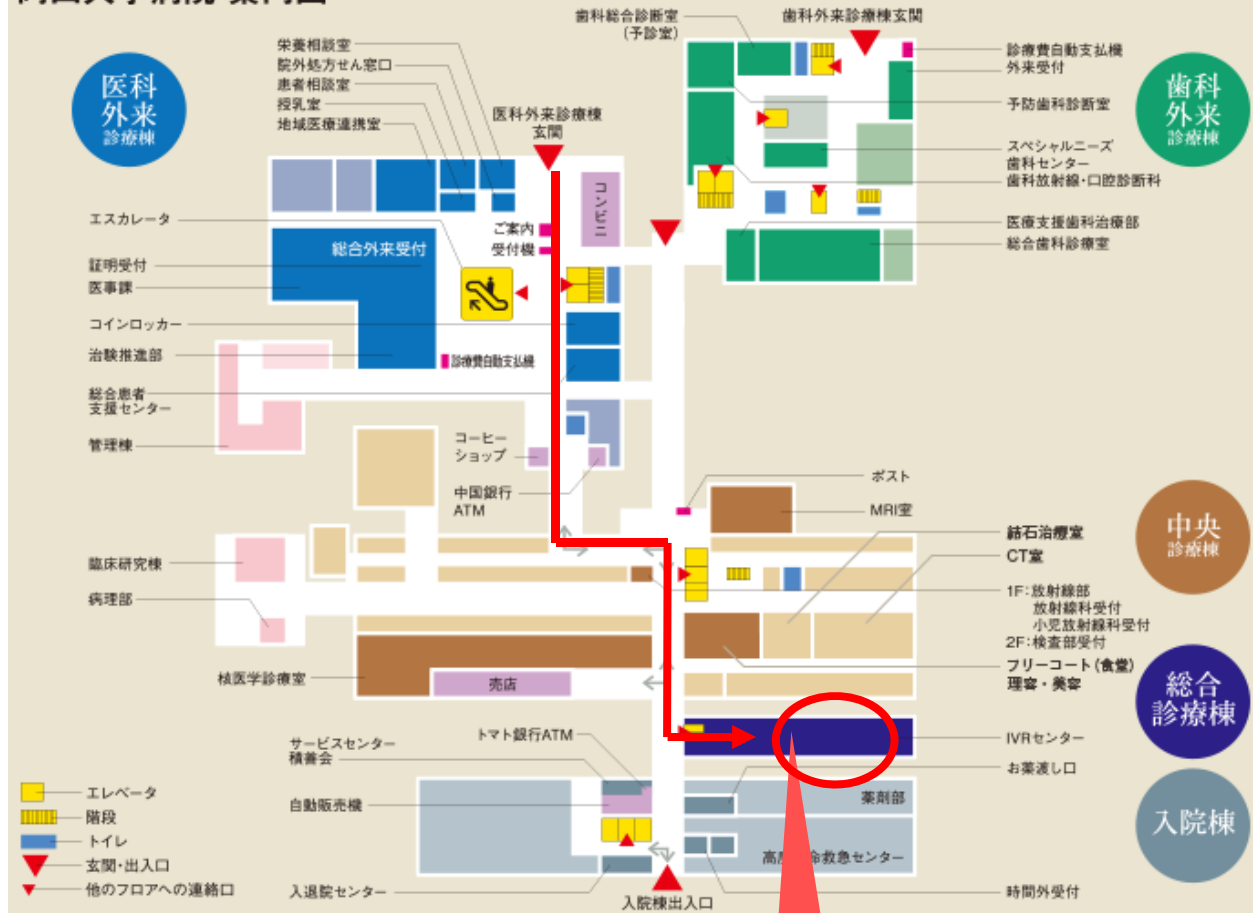 歯科総合診断室
(予診室)
歯科外来診療棟玄関
栄養相談室
院外処方せん窓口
患者相談室
授乳室
地域医療連携室
医科
外来
診療棟
医科外来診療棟
玄関
診療費自動支払機
外来受付
予防歯科診断室
スペシャルニーズ
歯科センター
歯科放射線・口腔診断科
歯科
外来
診療棟
コンビニ
エスカレータ
ご案内
受付機
総合外来受付
医療支援歯科治療部
総合歯科診療室
証明受付
医事課
コインロッカー
治験推進部
診療費自動支払機
総合患者
支援センター
管理棟
コーヒー
ショップ
中国銀行
ATM
ポスト
MRI室
結石治療室
CT室
中央
診療棟
臨床研究棟
病理部
1F:放射線部
放射線科受付
小児放射線科受付
2F:検査部受付
フリーコート(食堂)
理容・美容
核医学診療室
売店
総合
診療棟
サービスセンター
積善会
トマト銀行ATM
IVRセンター
お薬渡し口
自動販売機
薬剤部
入院棟
エレベータ
階段
トイレ
玄関・出入口
他のフロアへの連絡口
命救急センター
入退院センター
入院棟出入口
時間外受付